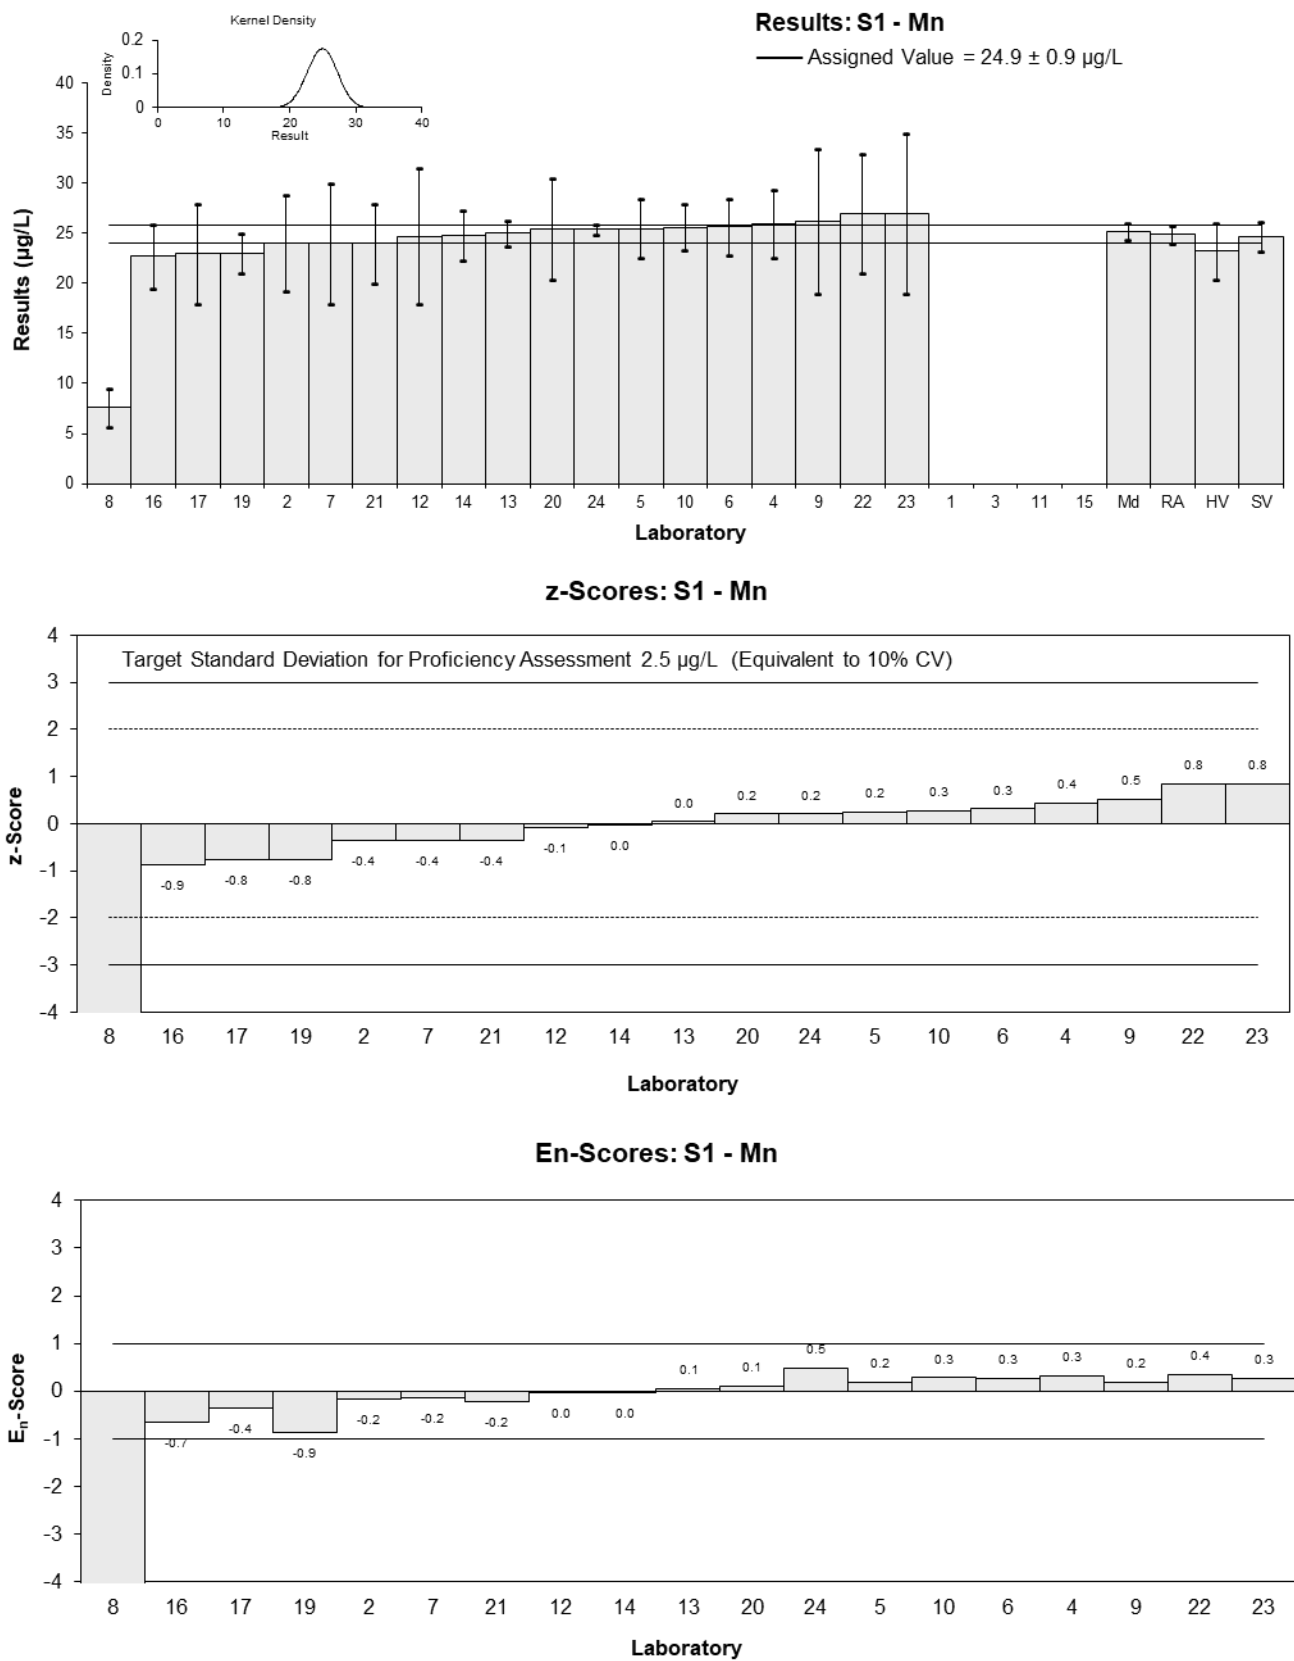 Results: S1 - Mn
Assigned Value = 24.9 ± 0.9 µg/L
Kernel Density
Density
0.2
0.1
0
0 10 20 30 40
Result
Results (µg/L)
40
35
30
25
20
15
10
5
0
8 16 17 19 2 7 21 12 14 13 20 24 5 10 6 4 9 22 23 1 3 11 15 Md RA HV SV
Laboratory
z-Scores: S1 - Mn
Target Standard Deviation for Proficiency Assessment 2.5 µg/L (Equivalent to 10% CV)
z-Score
4
3
2
1
0
-1
-2
-3
-4
-0.9 -0.8 -0.8 -0.4 -0.4 -0.4 -0.1 0.0 0.0 0.2 0.2 0.2 0.3 0.3 0.4 0.5 0.8 0.8
8 16 17 19 2 7 21 12 14 13 20 24 5 10 6 4 9 22 23
Laboratory
En-Scores: S1 - Mn
En-Score
4
3
2
1
0
-1
-2
-3
-4
-0.7 -0.4 -0.9 -0.2 -0.2 -0.2 0.0 0.0 0.1 0.1 0.5 0.2 0.3 0.3 0.3 0.2 0.4 0.3
8 16 17 19 2 7 21 12 14 13 20 24 5 10 6 4 9 22 23
Laboratory